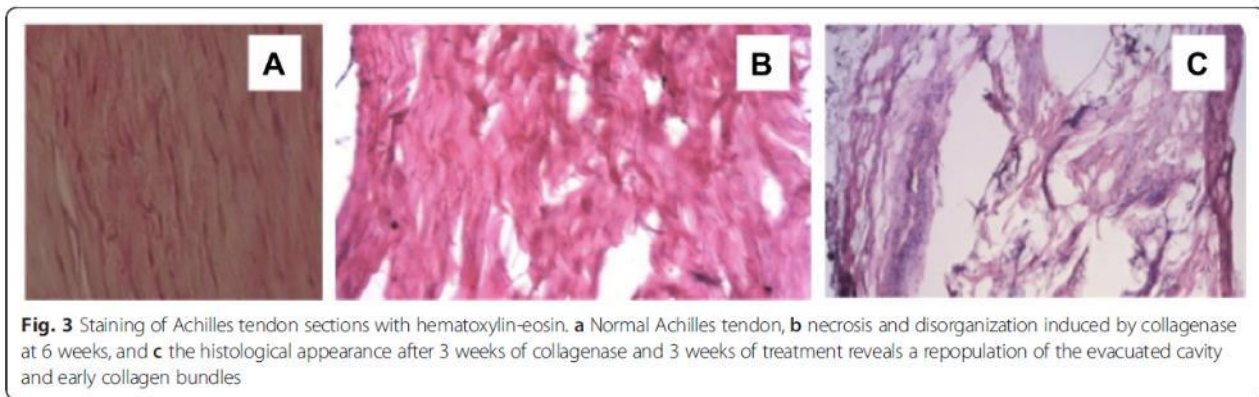 A
B
C
Fig. 3 Staining of Achilles tendon sections with hematoxylin-eosin. a Normal Achilles tendon, b necrosis and disorganization induced by collagenase
at 6 weeks, and c the histological appearance after 3 weeks of collagenase and 3 weeks of treatment reveals a repopulation of the evacuated cavity
and early collagen bundles